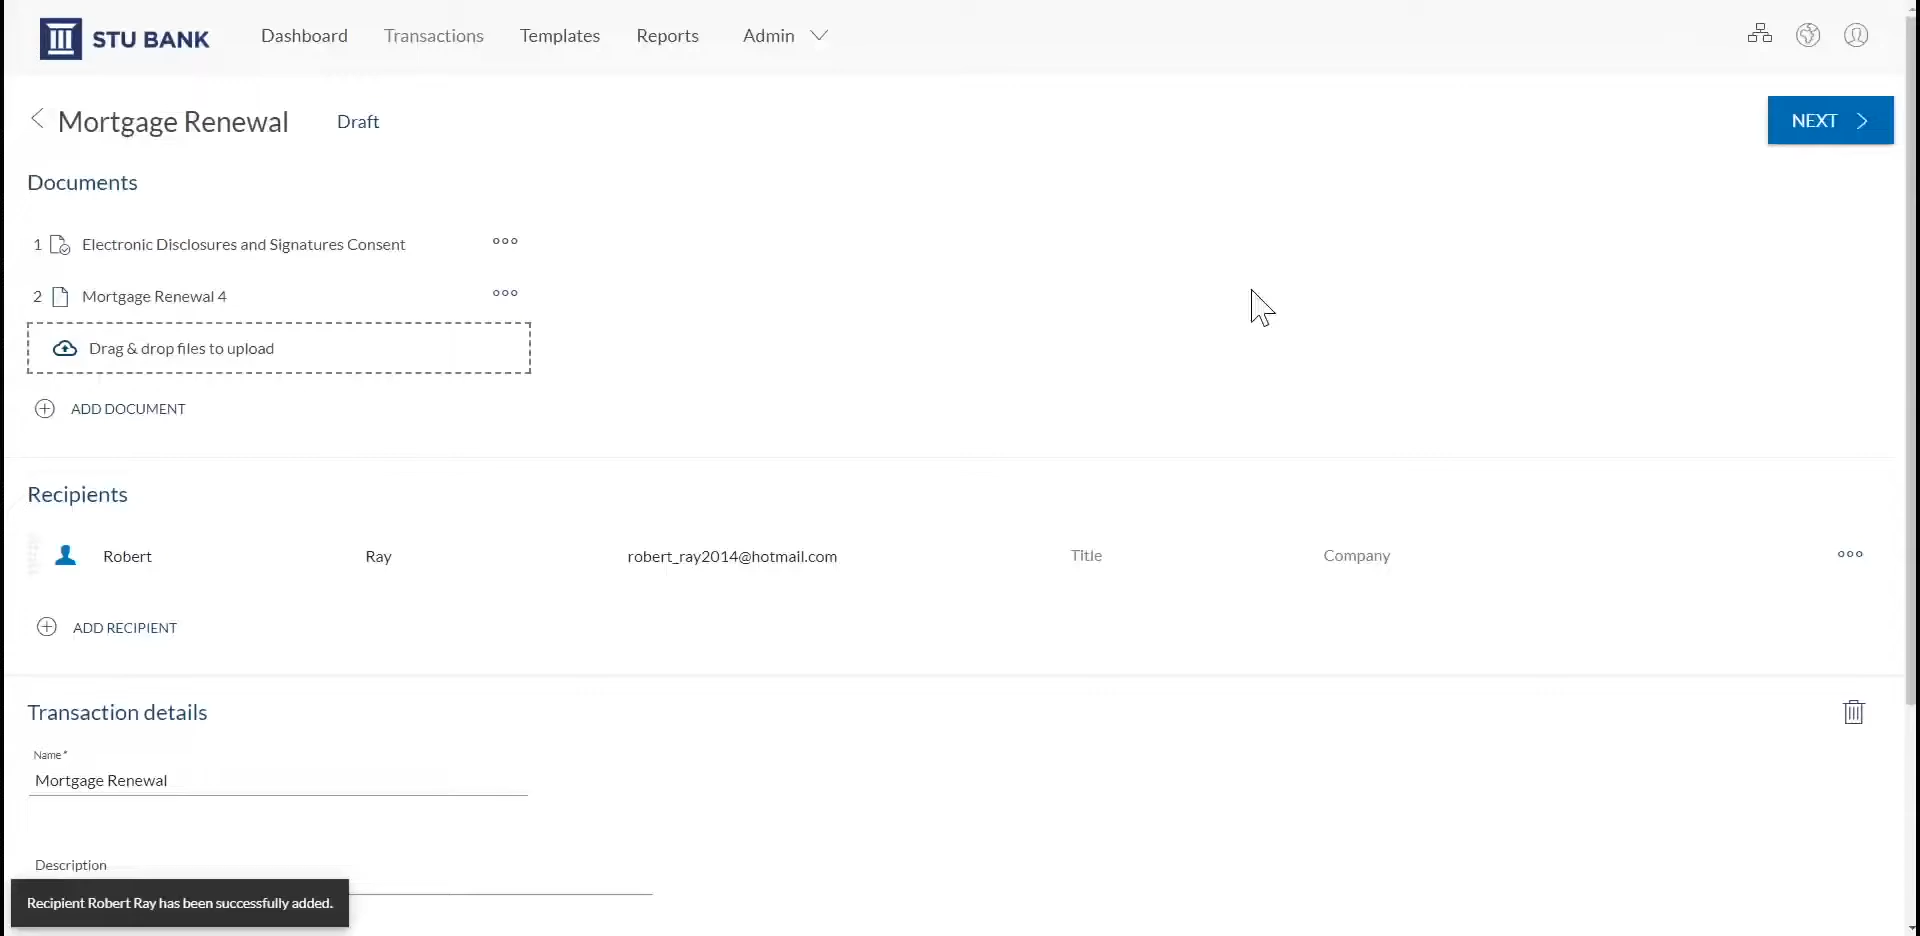 STU BANK
Dashboard
Transactions
Templates
Reports
Admin
Mortgage Renewal
Draft
NEXT
Documents
1 Electronic Disclosures and Signatures Consent
2 Mortgage Renewal 4
Drag & drop files to upload
ADD DOCUMENT
Recipients
Robert Ray robert_ray2014@hotmail.com Title Company
ADD RECIPIENT
Transaction details
Name *
Mortgage Renewal
Description
Recipient Robert Ray has been successfully added.